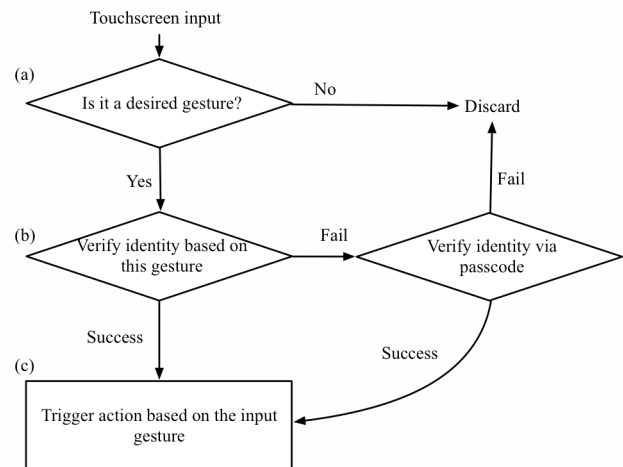 Touchscreen input
(a)
Is it a desired gesture?
No
Discard
Yes
Fail
(b)
Verify identity based on
this gesture
Fail
Verify identity via
passcode
Success
Success
(c)
Trigger action based on the input
gesture